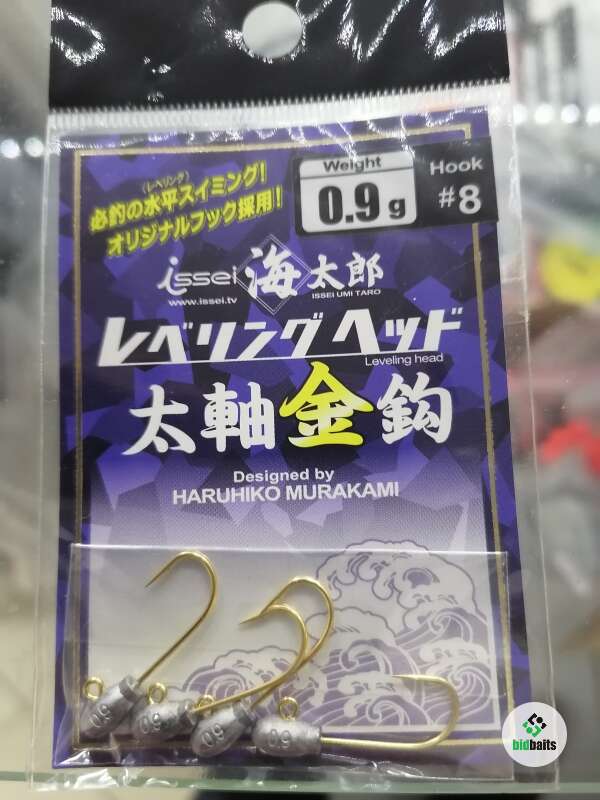 (レベリング)
必釣の水平スイミング!
オリジナルフック採用!
Weight
0.9 g
Hook
#8
issei 海太郎
www.issei.tv
ISSEI UMI TARO
レベリングヘッド
Leveling head
太軸金鈎
Designed by
HARUHIKO MURAKAMI
0.9
0.9
0.9
0.9
bidbaits